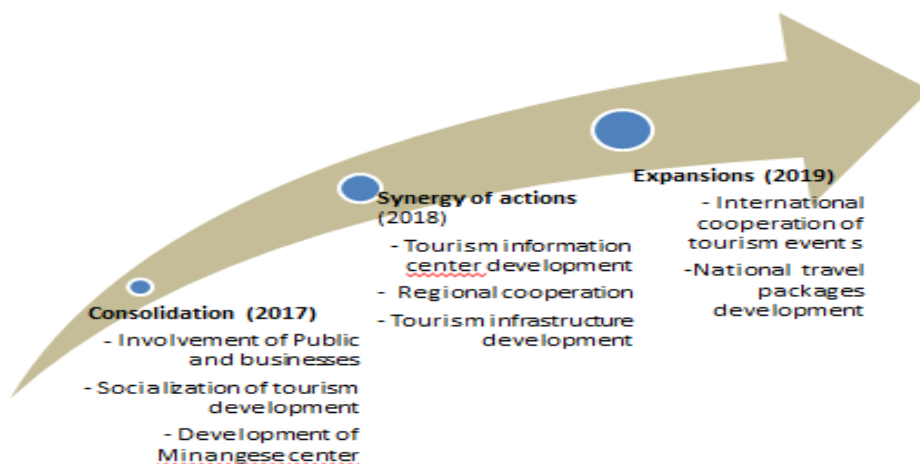 Consolidation (2017)
- Involvement of Public
and businesses
- Socialization of tourism
development
- Development of
Minangese center
Synergy of actions
(2018)
- Tourism information
center development
- Regional cooperation
- Tourism infrastructure
development
Expansions (2019)
- International
cooperation of
tourism events
-National travel
packages
development